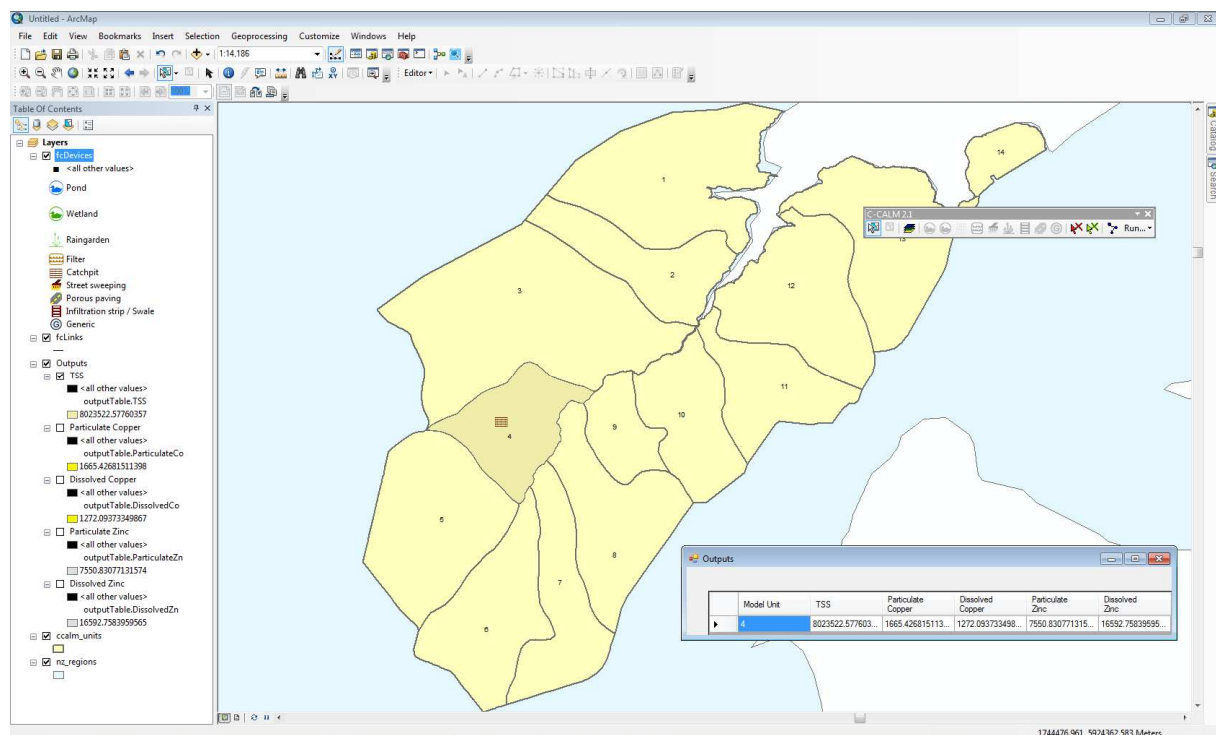 Untitled - ArcMap
File Edit View Bookmarks Insert Selection Geoprocessing Customize Windows Help
1:14,186
Editor
Table Of Contents
Layers
fcDevices
<all other values>
Pond
Wetland
Raingarden
Filter
Catchpit
Street sweeping
Porous paving
Infiltration strip / Swale
Generic
fcLinks
Outputs
TSS
<all other values>
outputTable.TSS
8023522.57760357
Particulate Copper
<all other values>
outputTable.ParticulateCo
1665.42681511398
Dissolved Copper
<all other values>
outputTable.DissolvedCo
1272.09373349867
Particulate Zinc
<all other values>
outputTable.ParticulateZn
7550.83077131574
Dissolved Zinc
<all other values>
outputTable.DissolvedZn
16592.7583959565
ccalm_units
nz_regions
1
2
3
4
5
6
7
8
9
10
11
12
13
14
C-CALM 2.1
Run...
Catalog
Search
Outputs
Model Unit TSS Particulate Copper Dissolved Copper Particulate Zinc Dissolved Zinc
4 8023522.577603... 1665.426815113... 1272.093733498... 7550.830771315... 16592.75839595...
1744476.961 5924362.583 Meters